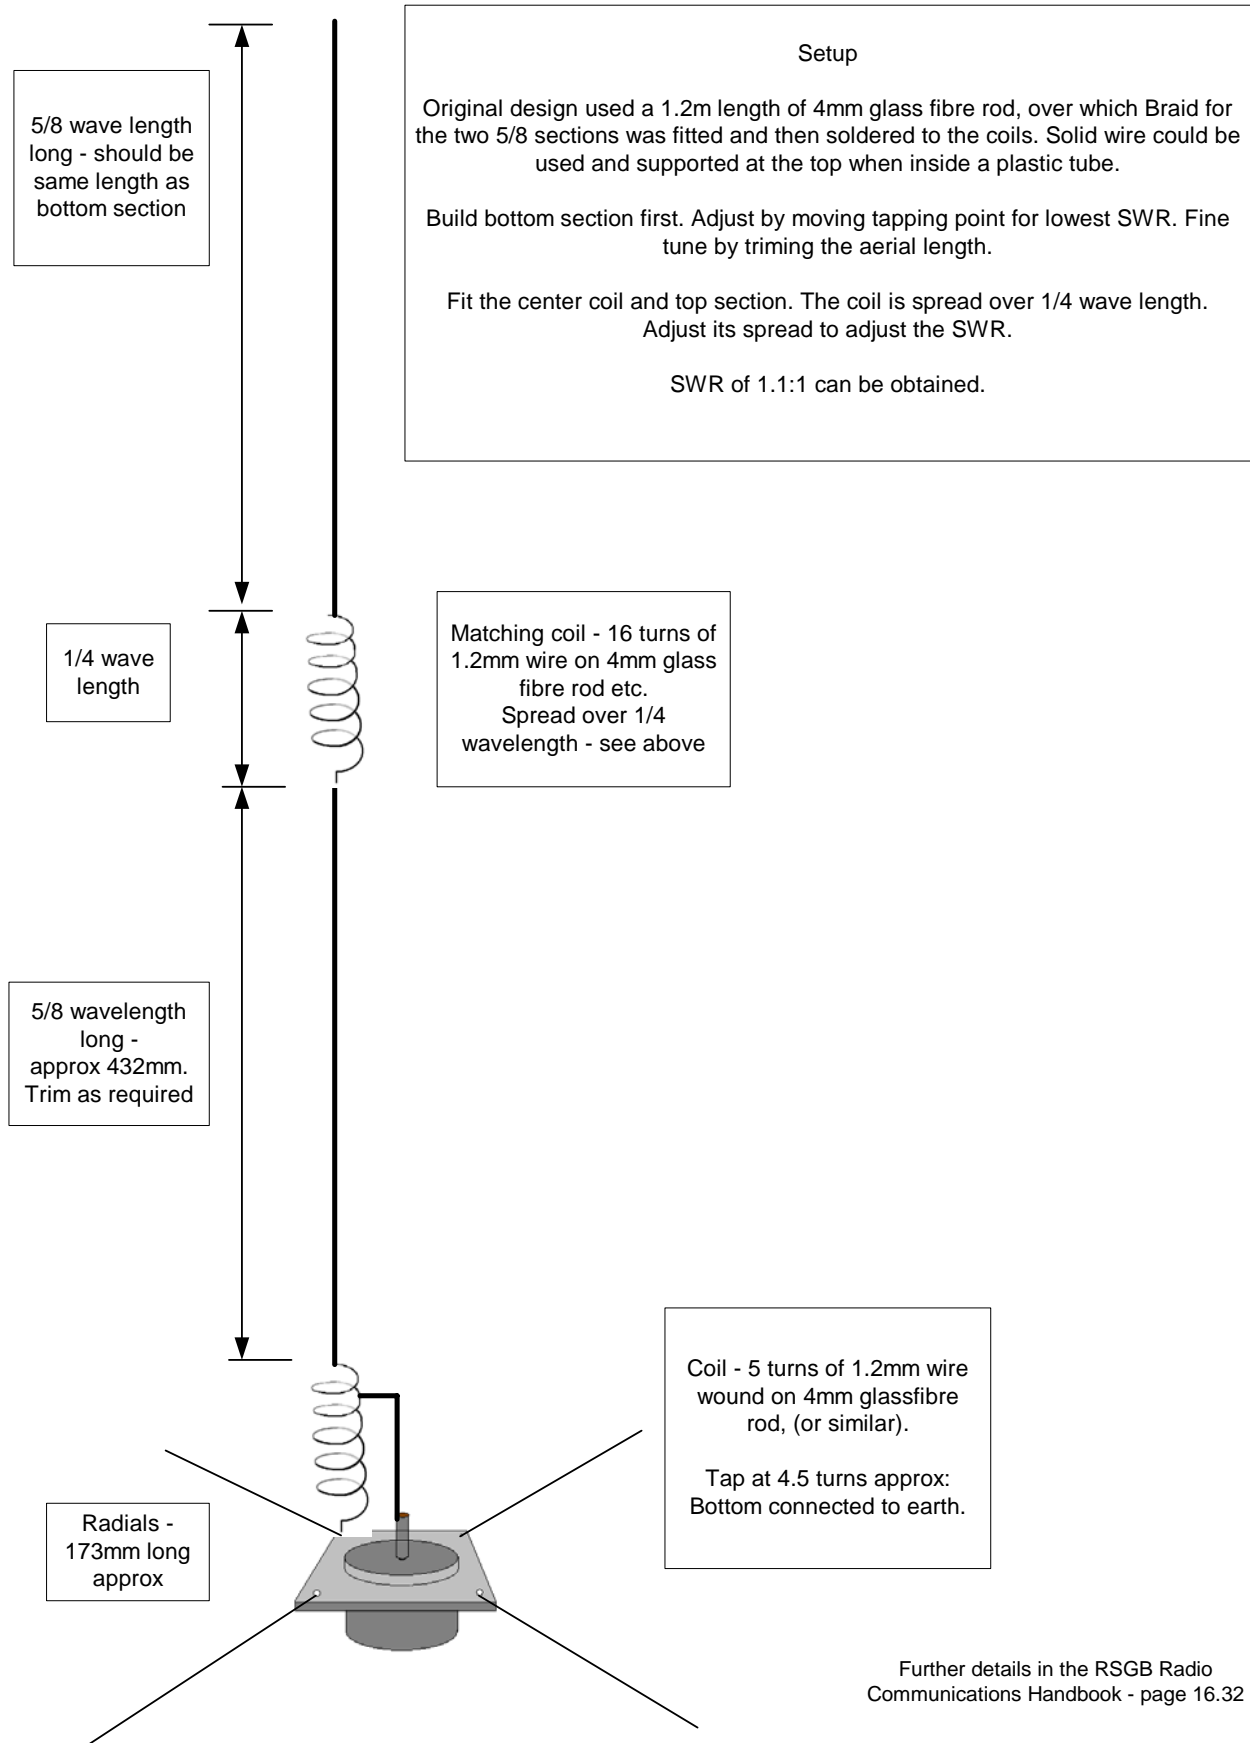 Setup
Original design used a 1.2m length of 4mm glass fibre rod, over which Braid for
the two 5/8 sections was fitted and then soldered to the coils. Solid wire could be
used and supported at the top when inside a plastic tube.
Build bottom section first. Adjust by moving tapping point for lowest SWR. Fine
tune by triming the aerial length.
Fit the center coil and top section. The coil is spread over 1/4 wave length.
Adjust its spread to adjust the SWR.
SWR of 1.1:1 can be obtained.
5/8 wave length
long - should be
same length as
bottom section
1/4 wave
length
Matching coil - 16 turns of
1.2mm wire on 4mm glass
fibre rod etc.
Spread over 1/4
wavelength - see above
5/8 wavelength
long -
approx 432mm.
Trim as required
Coil - 5 turns of 1.2mm wire
wound on 4mm glassfibre
rod, (or similar).
Tap at 4.5 turns approx:
Bottom connected to earth.
Radials -
173mm long
approx
Further details in the RSGB Radio
Communications Handbook - page 16.32